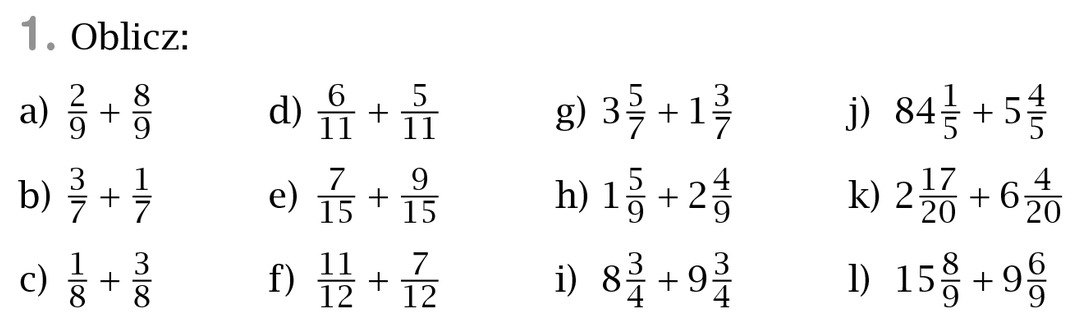 1. Oblicz:
a) 2/9 + 8/9
d) 6/11 + 5/11
g) 3 5/7 + 1 3/7
j) 84 1/5 + 5 4/5
b) 3/7 + 1/7
e) 7/15 + 9/15
h) 1 5/9 + 2 4/9
k) 2 17/20 + 6 4/20
c) 1/8 + 3/8
f) 11/12 + 7/12
i) 8 3/4 + 9 3/4
l) 15 8/9 + 9 6/9